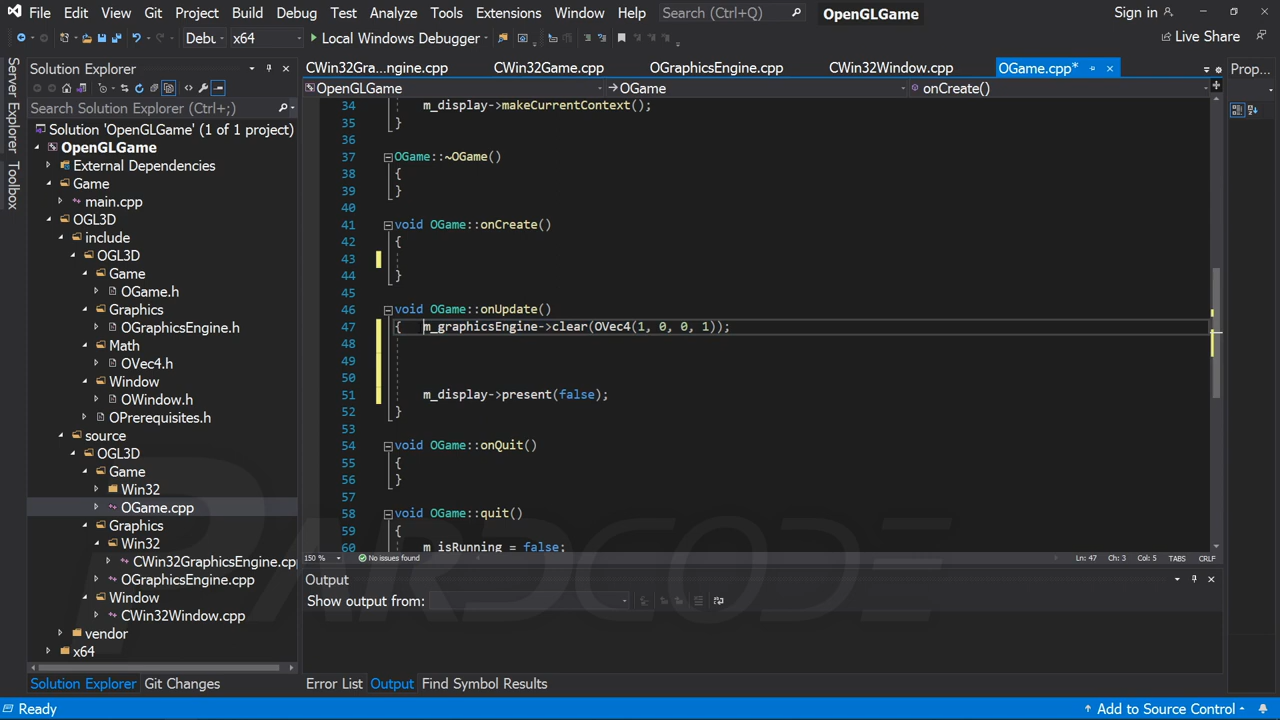 File Edit View Git Project Build Debug Test Analyze Tools Extensions Window Help Search (Ctrl+Q) OpenGLGame Sign in
Debu x64 Local Windows Debugger Live Share
Server Explorer
Toolbox
Solution Explorer
Search Solution Explorer (Ctrl+;)
Solution 'OpenGLGame' (1 of 1 project)
OpenGLGame
External Dependencies
Game
main.cpp
OGL3D
include
OGL3D
Game
OGame.h
Graphics
OGraphicsEngine.h
Math
OVec4.h
Window
OWindow.h
OPrerequisites.h
source
OGL3D
Game
Win32
OGame.cpp
Graphics
Win32
CWin32GraphicsEngine.cpp
OGraphicsEngine.cpp
Window
CWin32Window.cpp
vendor
x64
Solution Explorer Git Changes
CWin32Gra...ngine.cpp CWin32Game.cpp OGraphicsEngine.cpp CWin32Window.cpp OGame.cpp*
OpenGLGame OGame onCreate()
34 m_display->makeCurrentContext();
35 }
36
37 OGame::~OGame()
38 {
39 }
40
41 void OGame::onCreate()
42 {
43
44 }
45
46 void OGame::onUpdate()
47 { m_graphicsEngine->clear(OVec4(1, 0, 0, 1));
48
49
50
51 m_display->present(false);
52 }
53
54 void OGame::onQuit()
55 {
56 }
57
58 void OGame::quit()
59 {
60 m_isRunning = false;
150 % No issues found Ln: 47 Ch: 3 Col: 5 TABS CRLF
Output
Show output from:
Error List Output Find Symbol Results
Prop...
Ready Add to Source Control
PARDCODE